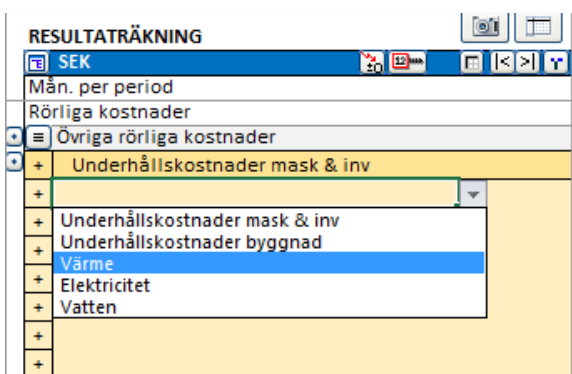 RESULTATRÄKNING
SEK
Mån. per period
Rörliga kostnader
Övriga rörliga kostnader
+ Underhållskostnader mask & inv
+
+ Underhållskostnader mask & inv
+ Underhållskostnader byggnad
Värme
+ Elektricitet
+ Vatten
+
+